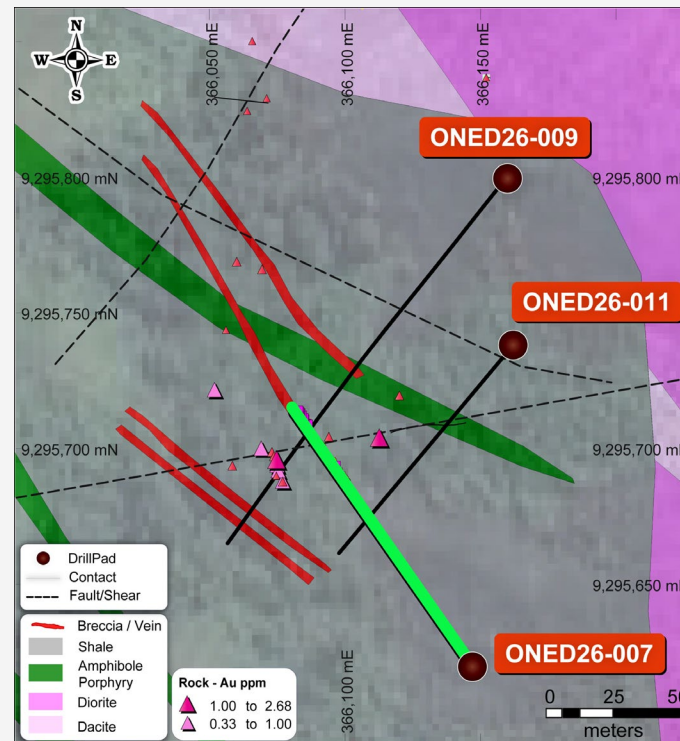 N
W E
S
366,050 mE
366,100 mE
366,150 mE
ONED26-009
9,295,800 mN
9,295,800 mN
ONED26-011
9,295,750 mN
9,295,700 mN
9,295,700 mN
9,295,650 mN
366,100 mE
ONED26-007
DrillPad
Contact
Fault/Shear
Breccia / Vein
Shale
Amphibole
Porphyry
Diorite
Dacite
Rock - Au ppm
1.00 to 2.68
0.33 to 1.00
0 25 50
meters